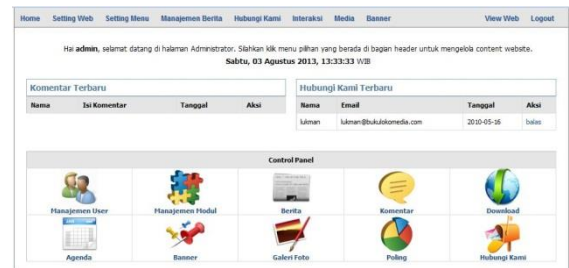 Home Setting Web Setting Menu Manajemen Berita Hubungi Kami Interaksi Media Banner View Web Logout
Hai admin, selamat datang di halaman Administrator. Silahkan klik menu pilihan yang berada di bagian header untuk mengelola content website.
Sabtu, 03 Agustus 2013, 13:33:33 WIB
Komentar Terbaru
Nama Isi Komentar Tanggal Aksi
Hubungi Kami Terbaru
Nama Email Tanggal Aksi
lukman lukman@bukulokomedia.com 2010-05-16 balas
Control Panel
Manajemen User Manajemen Modul Berita Komentar Download
Agenda Banner Galeri Foto Poling Hubungi Kami